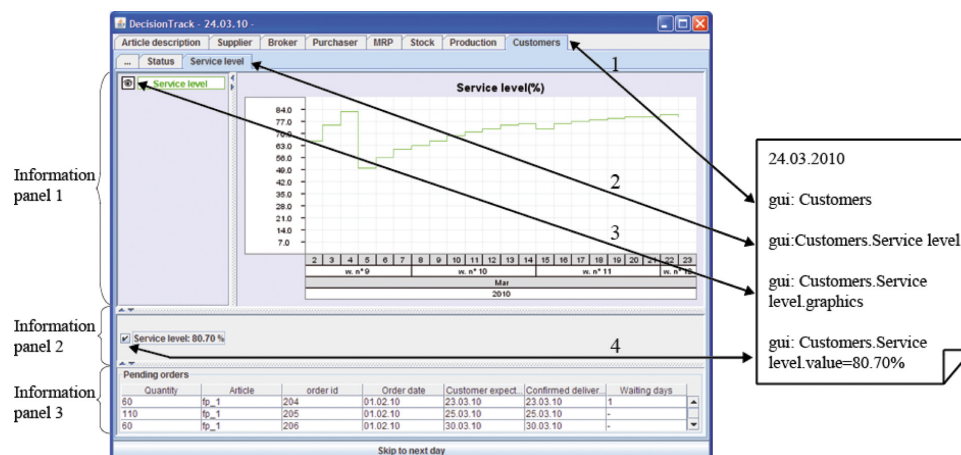 DecisionTrack - 24.03.10 -
Article description Supplier Broker Purchaser MRP Stock Production Customers
... Status Service level
Service level
Service level(%)
84.0
77.0
70.0
63.0
56.0
49.0
42.0
35.0
28.0
21.0
14.0
7.0
2 3 4 5 6 7 8 9 10 11 12 13 14 15 16 17 18 19 20 21 22 23
w. n° 9 w. n° 10 w. n° 11 w. n° 12
Mar
2010
Service level: 80.70 %
Pending orders
Quantity Article order id Order date Customer expect... Confirmed deliver... Waiting days
60 fp_1 204 01.02.10 23.03.10 23.03.10 1
110 fp_1 205 01.02.10 25.03.10 25.03.10 -
60 fp_1 206 01.02.10 30.03.10 30.03.10 -
Skip to next day
Information
panel 1
Information
panel 2
Information
panel 3
1
2
3
4
24.03.2010
gui: Customers
gui:Customers.Service level
gui: Customers.Service
level.graphics
gui: Customers.Service
level.value=80.70%